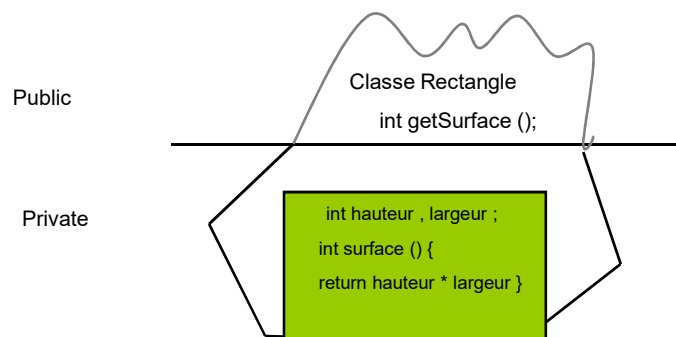 Classe Rectangle
Public
int getSurface ();
Private
int hauteur , largeur ;
int surface () {
return hauteur * largeur }